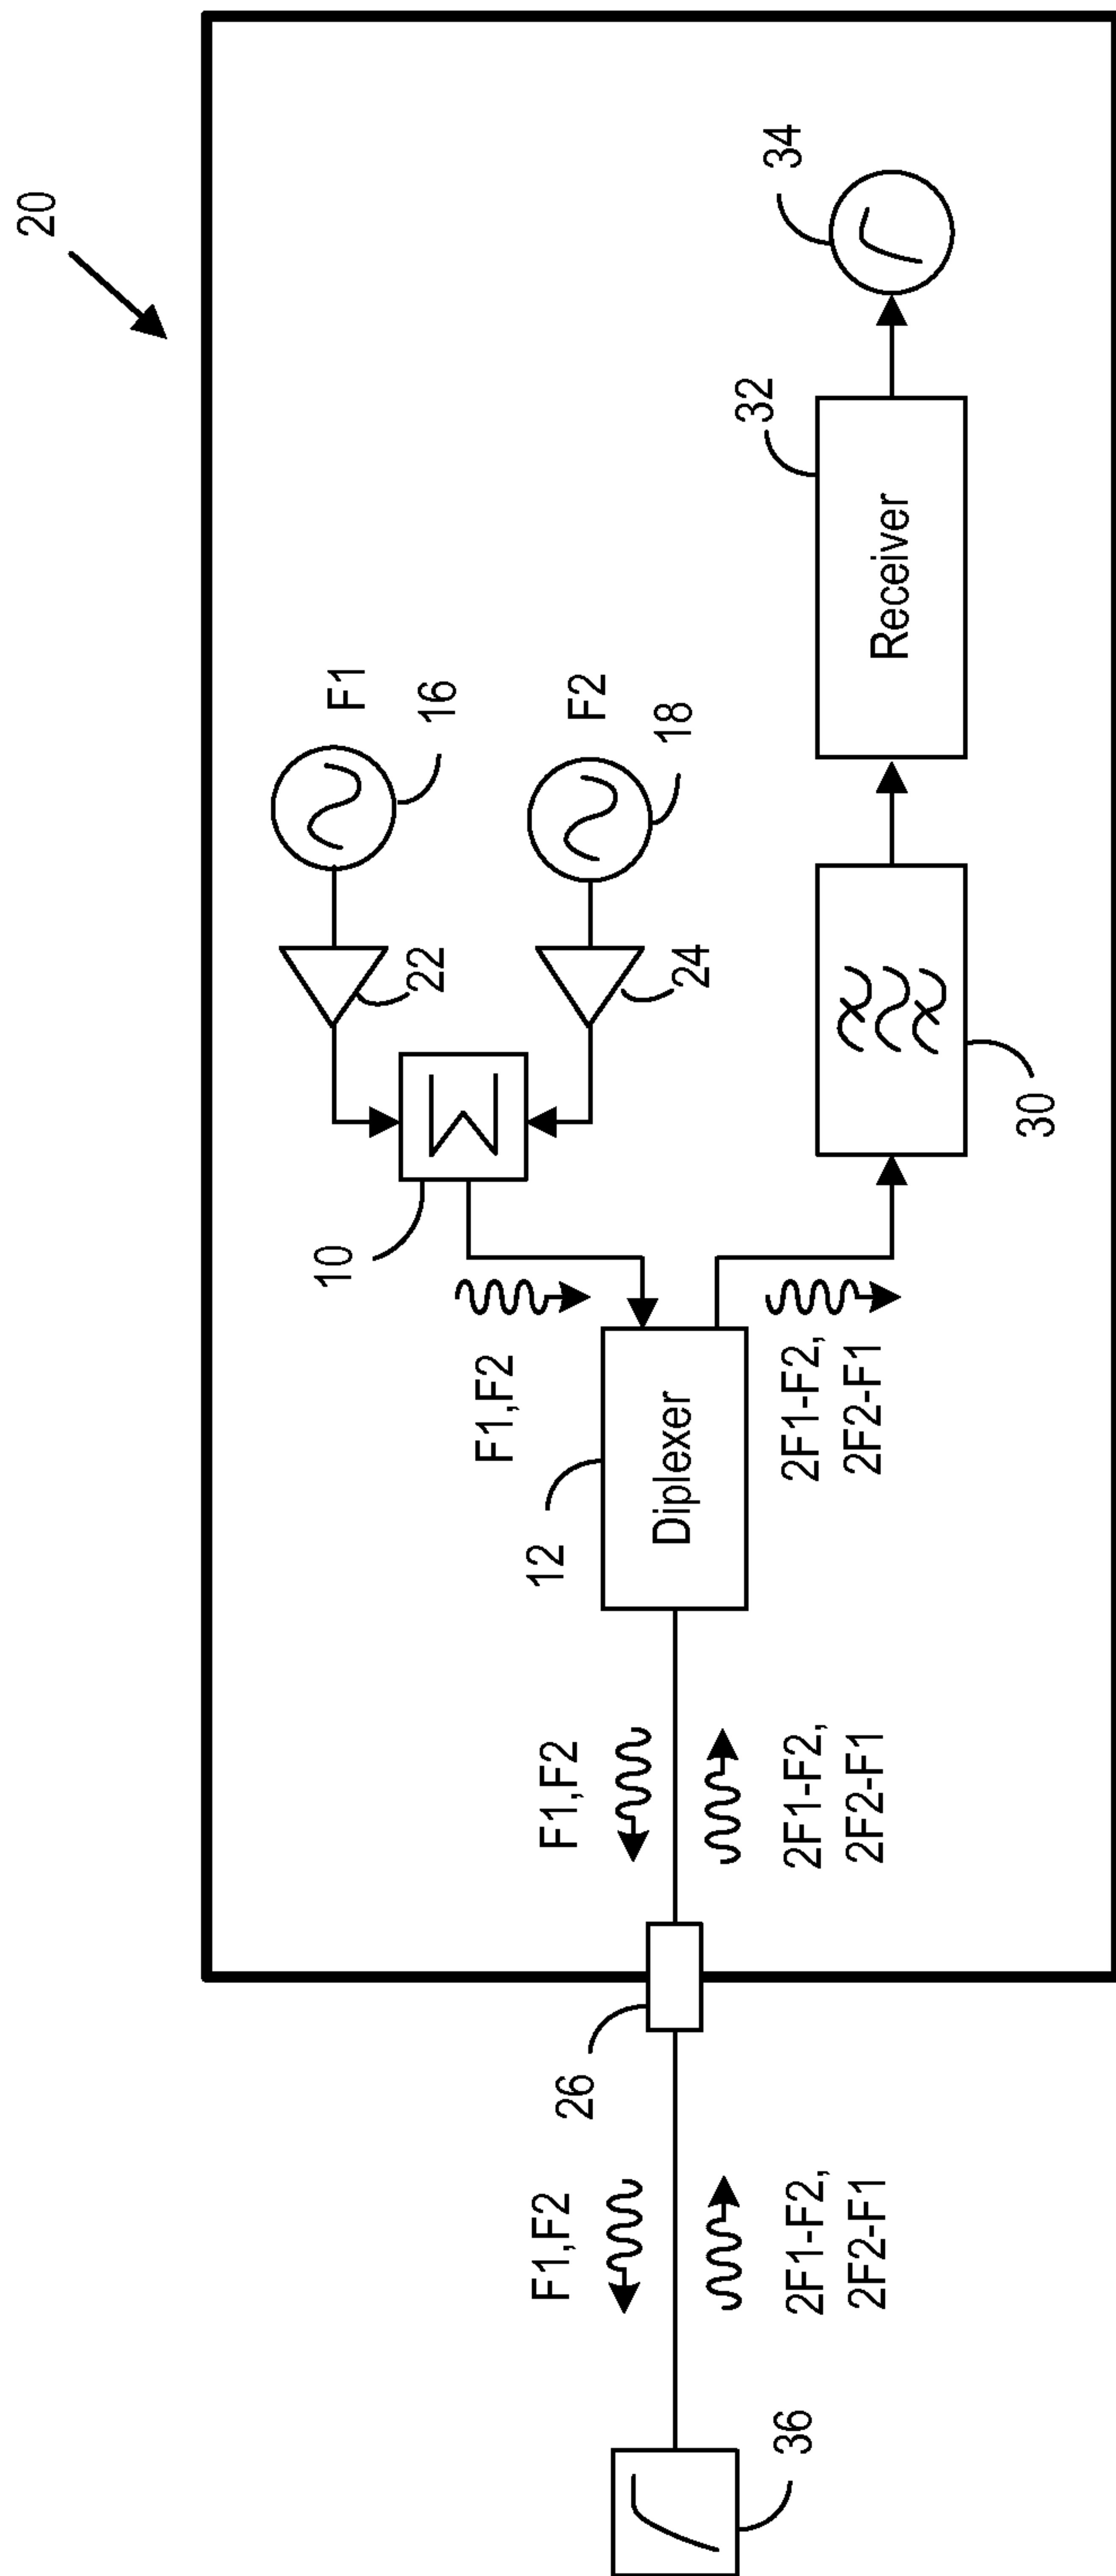 20
F1
16
F2
18
22
24
10
F1,F2
12
Diplexer
2F1-F2,
2F2-F1
30
Receiver
32
34
F1,F2
2F1-F2,
2F2-F1
26
F1,F2
2F1-F2,
2F2-F1
36
Σ